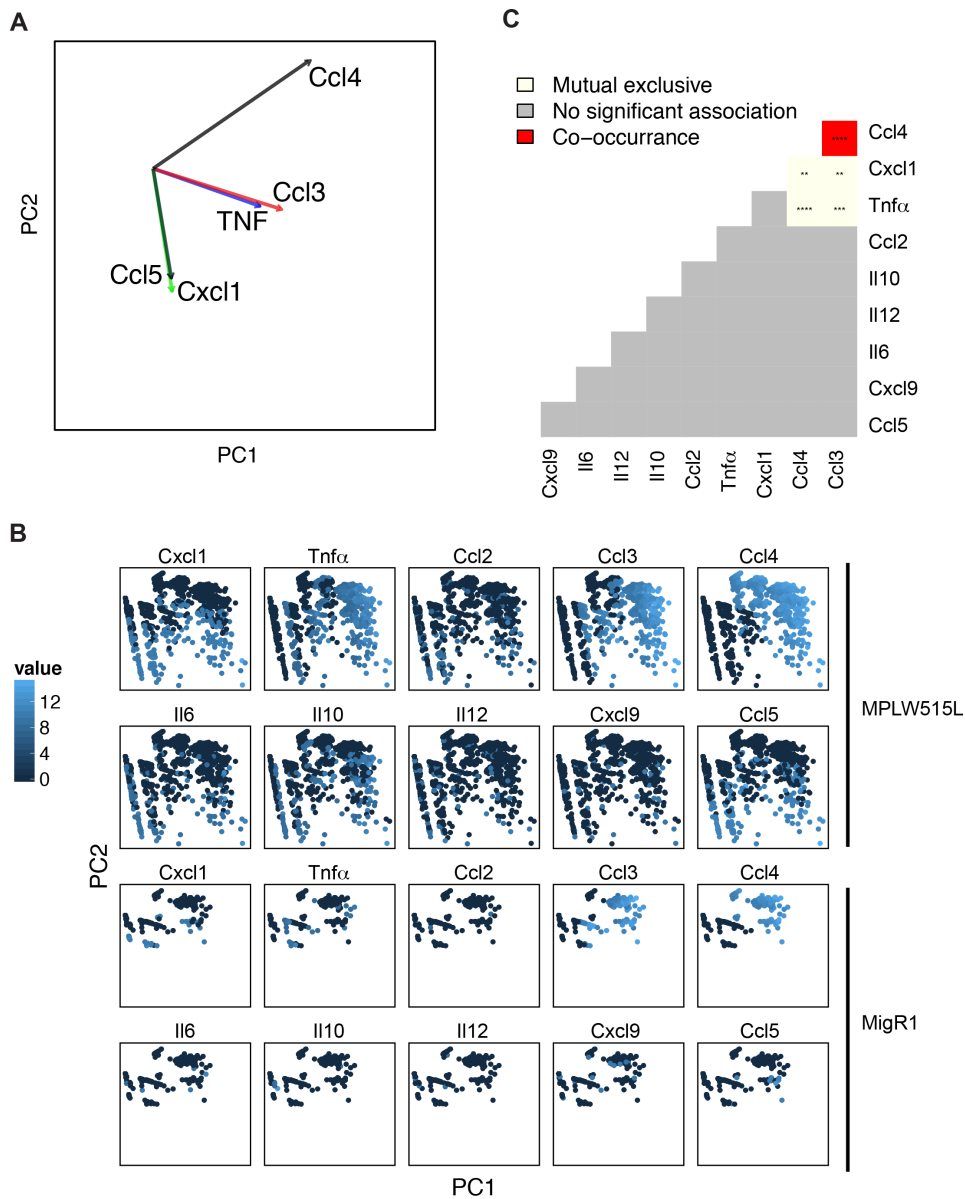 A
Ccl4
Ccl3
TNF
Ccl5
Cxcl1
PC2
PC1
C
Mutual exclusive
No significant association
Co−occurrance
**** Ccl4
** ** Cxcl1
**** *** Tnfα
Ccl2
Il10
Il12
Il6
Cxcl9
Ccl5
Cxcl9 Il6 Il12 Il10 Ccl2 Tnfα Cxcl1 Ccl4 Ccl3
B
Cxcl1 Tnfα Ccl2 Ccl3 Ccl4
value
12
8
4
0
MPLW515L
Il6 Il10 Il12 Cxcl9 Ccl5
PC2
Cxcl1 Tnfα Ccl2 Ccl3 Ccl4
MigR1
Il6 Il10 Il12 Cxcl9 Ccl5
PC1